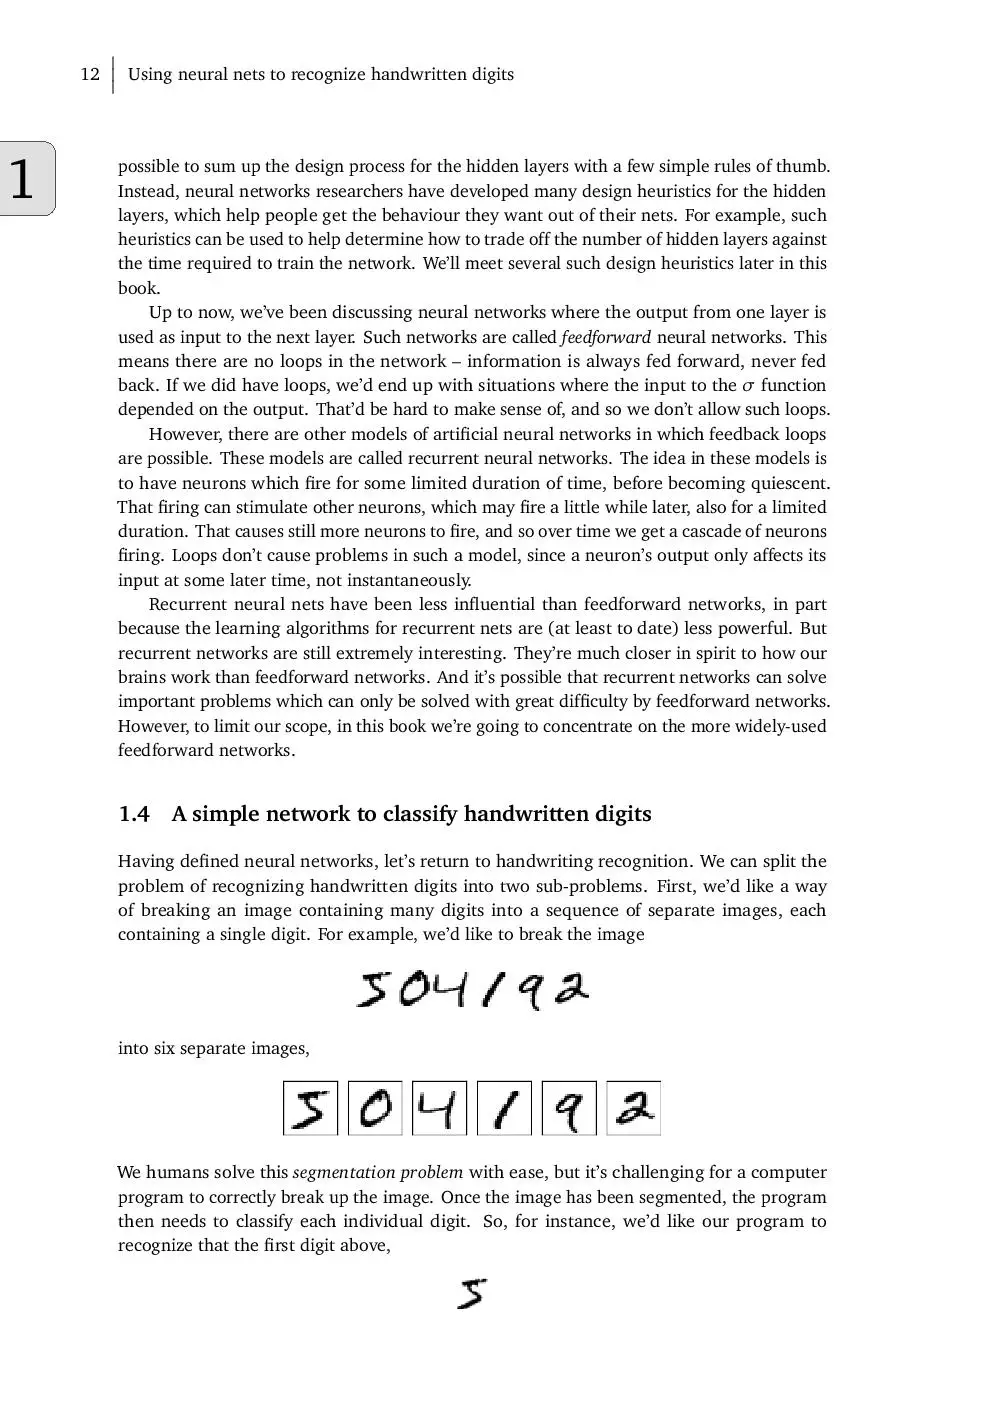 12 Using neural nets to recognize handwritten digits
1
possible to sum up the design process for the hidden layers with a few simple rules of thumb.
Instead, neural networks researchers have developed many design heuristics for the hidden
layers, which help people get the behaviour they want out of their nets. For example, such
heuristics can be used to help determine how to trade off the number of hidden layers against
the time required to train the network. We’ll meet several such design heuristics later in this
book.
Up to now, we’ve been discussing neural networks where the output from one layer is
used as input to the next layer. Such networks are called feedforward neural networks. This
means there are no loops in the network – information is always fed forward, never fed
back. If we did have loops, we’d end up with situations where the input to the σ function
depended on the output. That’d be hard to make sense of, and so we don’t allow such loops.
However, there are other models of artificial neural networks in which feedback loops
are possible. These models are called recurrent neural networks. The idea in these models is
to have neurons which fire for some limited duration of time, before becoming quiescent.
That firing can stimulate other neurons, which may fire a little while later, also for a limited
duration. That causes still more neurons to fire, and so over time we get a cascade of neurons
firing. Loops don’t cause problems in such a model, since a neuron’s output only affects its
input at some later time, not instantaneously.
Recurrent neural nets have been less influential than feedforward networks, in part
because the learning algorithms for recurrent nets are (at least to date) less powerful. But
recurrent networks are still extremely interesting. They’re much closer in spirit to how our
brains work than feedforward networks. And it’s possible that recurrent networks can solve
important problems which can only be solved with great difficulty by feedforward networks.
However, to limit our scope, in this book we’re going to concentrate on the more widely-used
feedforward networks.
1.4 A simple network to classify handwritten digits
Having defined neural networks, let’s return to handwriting recognition. We can split the
problem of recognizing handwritten digits into two sub-problems. First, we’d like a way
of breaking an image containing many digits into a sequence of separate images, each
containing a single digit. For example, we’d like to break the image
504192
into six separate images,
5 0 4 1 9 2
We humans solve this segmentation problem with ease, but it’s challenging for a computer
program to correctly break up the image. Once the image has been segmented, the program
then needs to classify each individual digit. So, for instance, we’d like our program to
recognize that the first digit above,
5